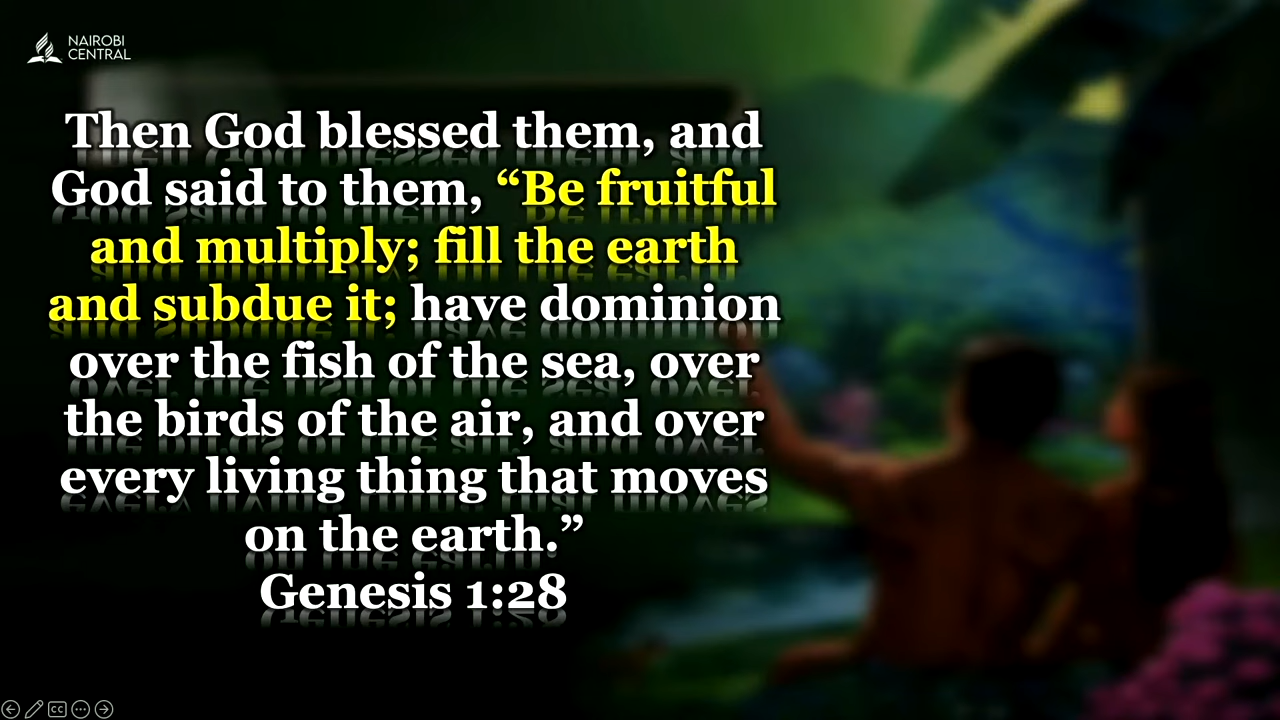 NAIROBI
CENTRAL
Then God blessed them, and
God said to them, “Be fruitful
and multiply; fill the earth
and subdue it; have dominion
over the fish of the sea, over
the birds of the air, and over
every living thing that moves
on the earth.”
Genesis 1:28
CC